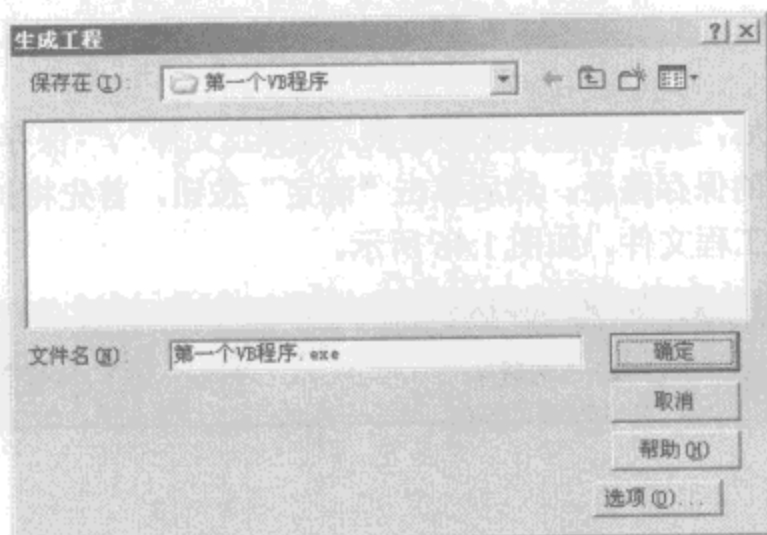 生成工程
保存在(I): 第一个VB程序
文件名(N): 第一个VB程序.exe
确定
取消
帮助(H)
选项(O)...